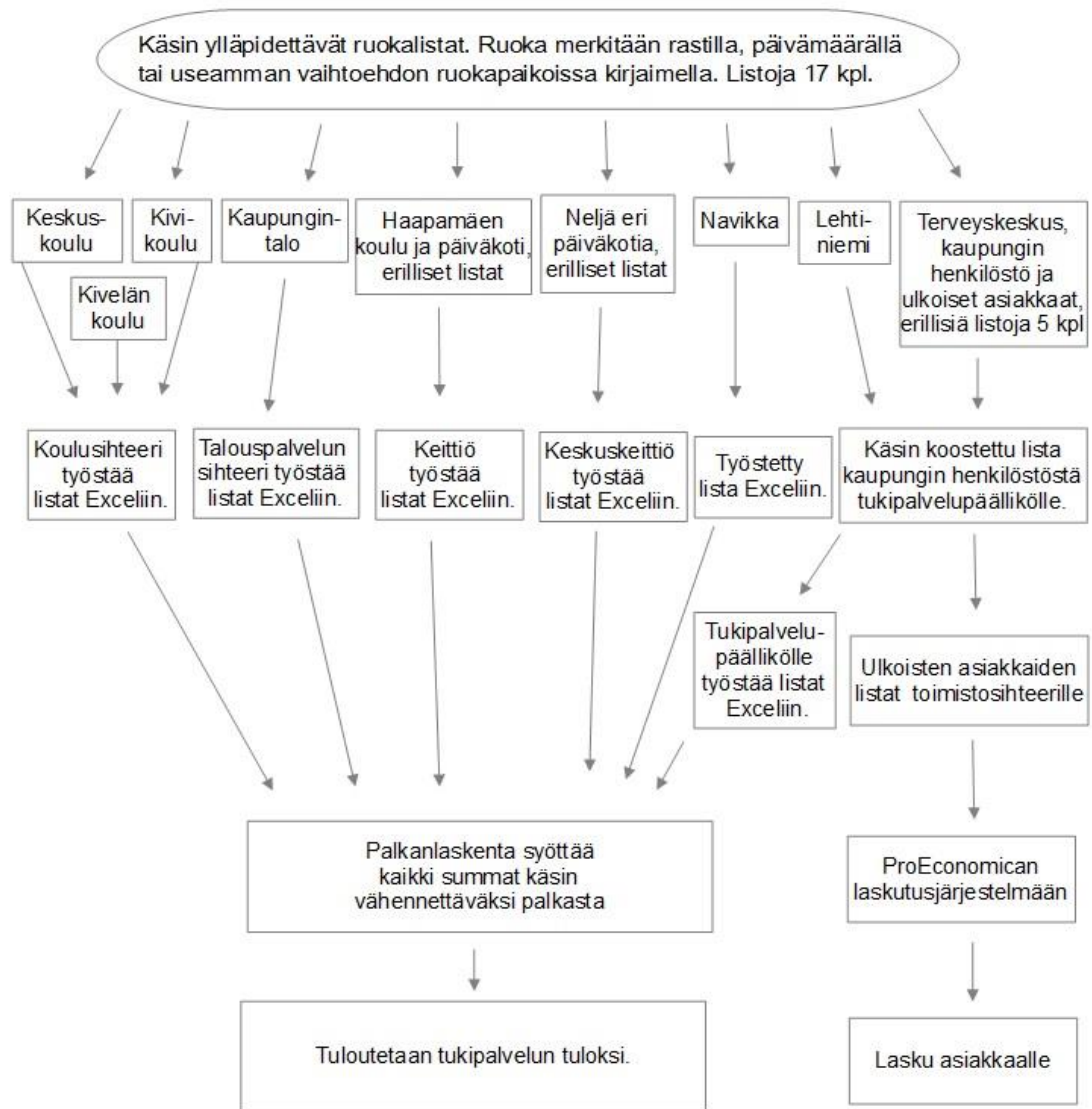 Käsin ylläpidettävät ruokalistat. Ruoka merkitään rastilla, päivämäärällä
tai useamman vaihtoehdon ruokapaikoissa kirjaimella. Listoja 17 kpl.
Keskus-
koulu
Kivi-
koulu
Kivelän
koulu
Kaupungin-
talo
Haapamäen
koulu ja päiväkoti,
erilliset listat
Neljä eri
päiväkotia,
erilliset listat
Navikka
Lehti-
niemi
Terveyskeskus,
kaupungin
henkilöstö ja
ulkoiset asiakkaat,
erillisiä listoja 5 kpl
Koulusihteeri
työstää
listat Exceliin.
Talouspalvelun
sihteeri työstää
listat Exceliin.
Keittiö
työstää
listat Exceliin.
Keskuskeittiö
työstää
listat Exceliin.
Työstetty
lista Exceliin.
Käsin koostettu lista
kaupungin henkilöstöstä
tukipalvelupäällikölle.
Tukipalvelu-
päällikölle
työstää listat
Exceliin.
Ulkoisten asiakkaiden
listat toimistosihteerille
Palkanlaskenta syöttää
kaikki summat käsin
vähennettäväksi palkasta
ProEconomican
laskutusjärjestelmään
Tuloutetaan tukipalvelun tuloksi.
Lasku asiakkaalle